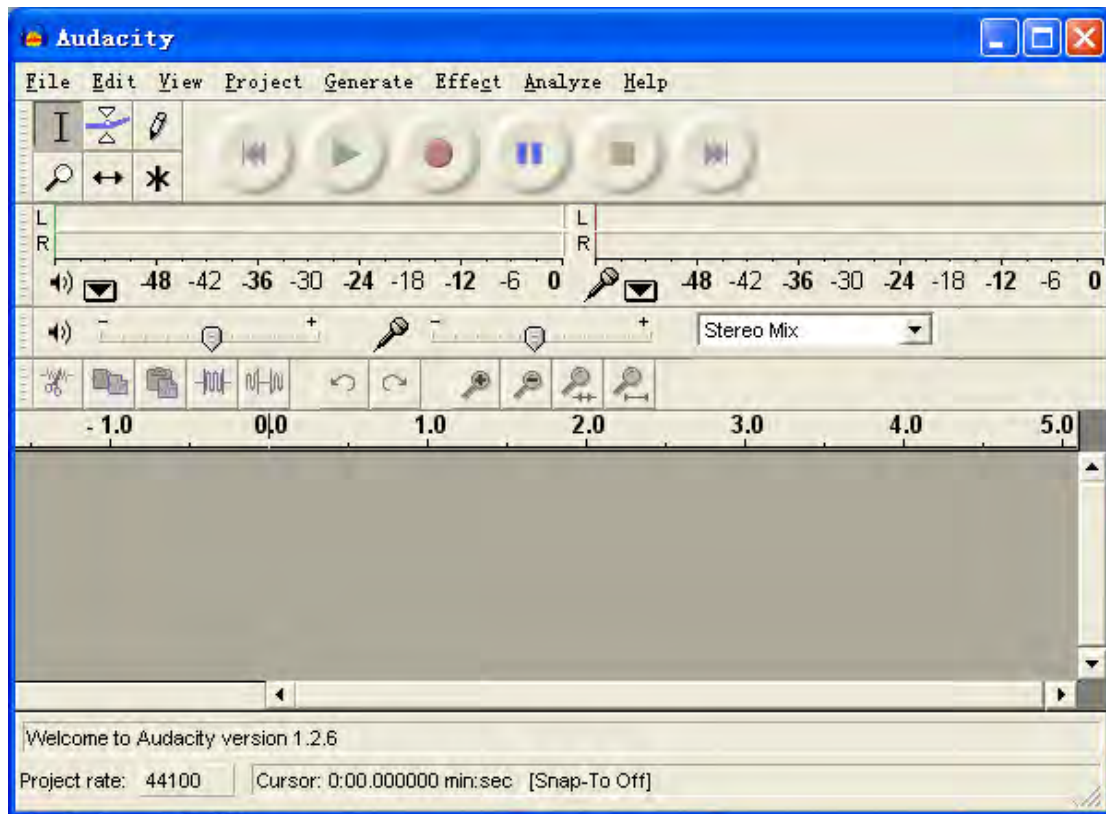 Audacity
File Edit View Project Generate Effect Analyze Help
L L
R R
-48 -42 -36 -30 -24 -18 -12 -6 0 -48 -42 -36 -30 -24 -18 -12 -6 0
- + - + Stereo Mix
- 1.0 0.0 1.0 2.0 3.0 4.0 5.0
Welcome to Audacity version 1.2.6
Project rate: 44100 Cursor: 0:00.000000 min:sec [Snap-To Off]